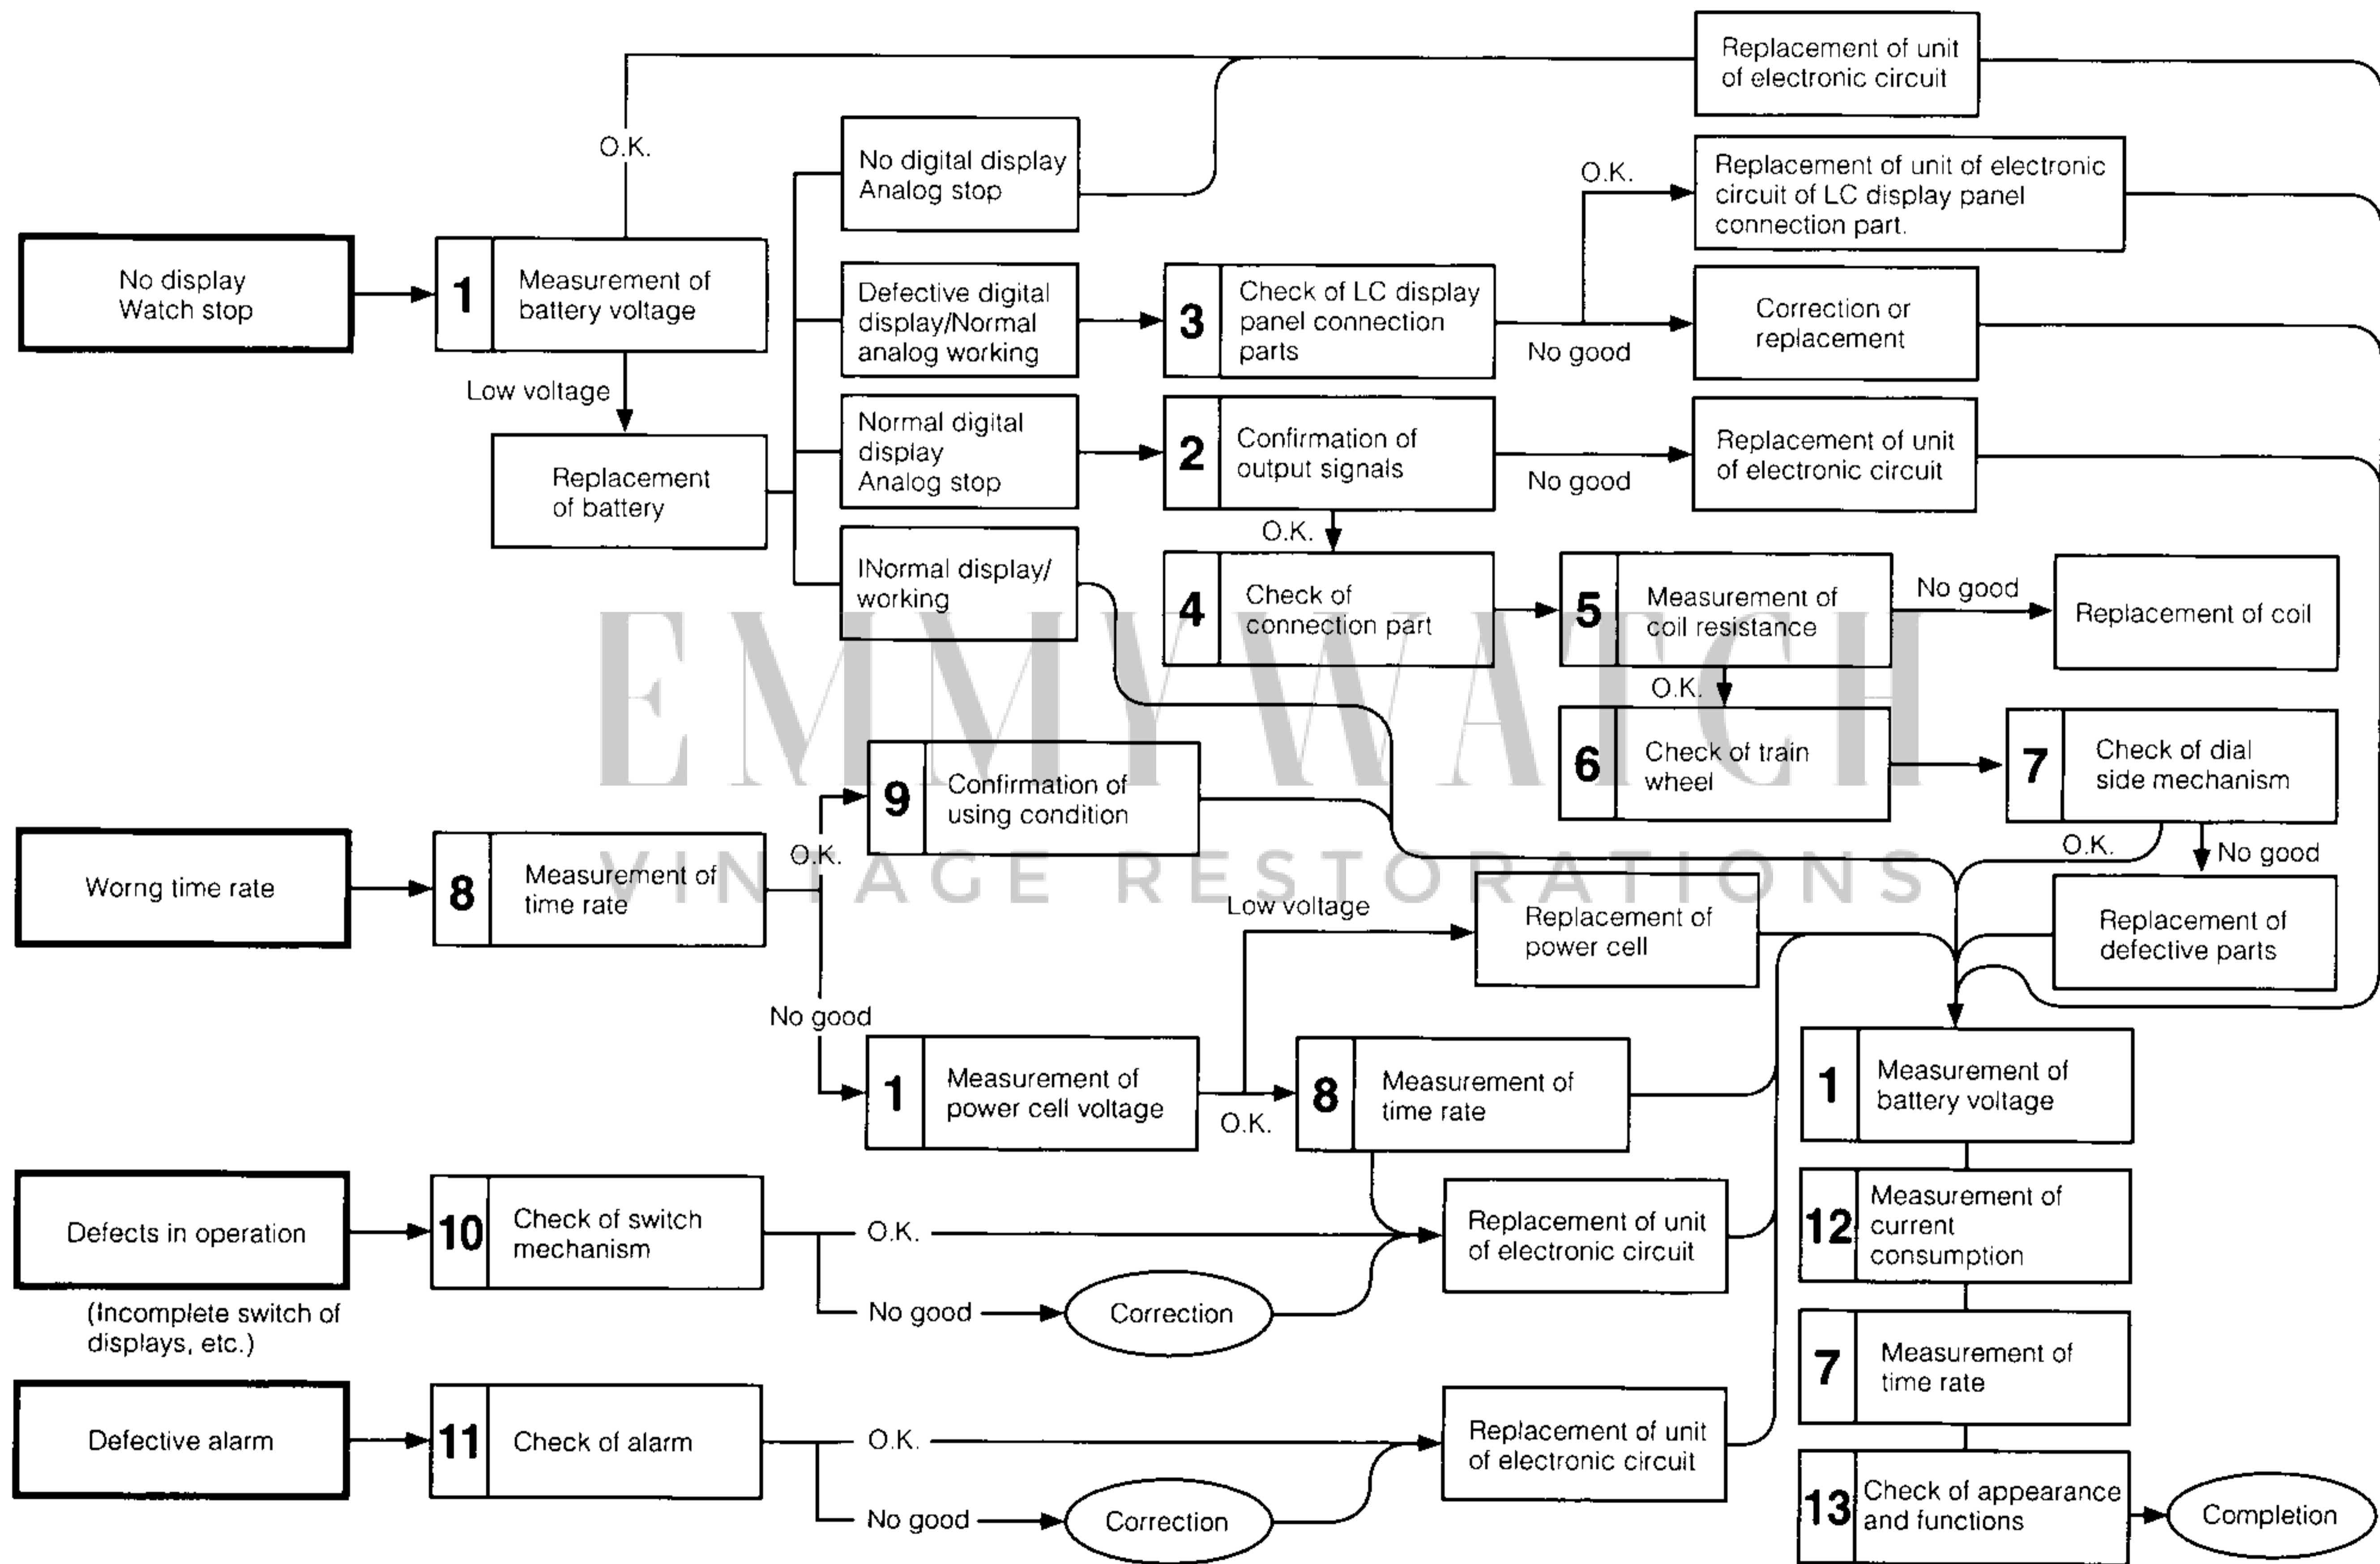 Replacement of unit
of electronic circuit
O.K.
No digital display
Analog stop
O.K.
Replacement of unit of electronic
circuit of LC display panel
connection part.
No display
Watch stop
1
Measurement of
battery voltage
Defective digital
display/Normal
analog working
3
Check of LC display
panel connection
parts
No good
Correction or
replacement
Low voltage
Replacement
of battery
Normal digital
display
Analog stop
2
Confirmation of
output signals
No good
Replacement of unit
of electronic circuit
O.K.
INormal display/
working
4
Check of
connection part
5
Measurement of
coil resistance
No good
Replacement of coil
O.K.
EMMYWATCH
VINTAGE RESTORATIONS
6
Check of train
wheel
7
Check of dial
side mechanism
O.K.
No good
Replacement of
defective parts
Worng time rate
8
Measurement of
time rate
O.K.
9
Confirmation of
using condition
No good
1
Measurement of
power cell voltage
Low voltage
Replacement of
power cell
O.K.
8
Measurement of
time rate
1
Measurement of
battery voltage
12
Measurement of
current
consumption
7
Measurement of
time rate
13
Check of appearance
and functions
Completion
Defects in operation
(Incomplete switch of
displays, etc.)
10
Check of switch
mechanism
O.K.
No good
Correction
Replacement of unit
of electronic circuit
Defective alarm
11
Check of alarm
O.K.
No good
Correction
Replacement of unit
of electronic circuit